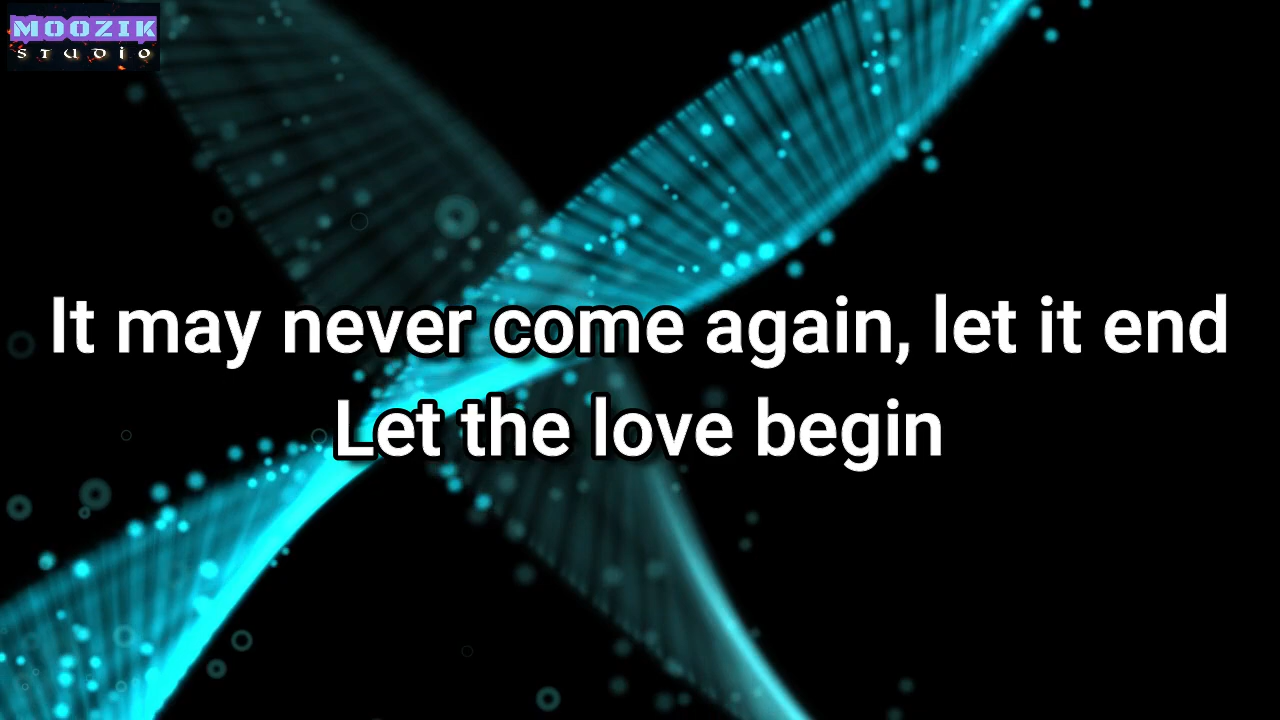 MOOZIK
STUDIO
It may never come again, let it end
Let the love begin